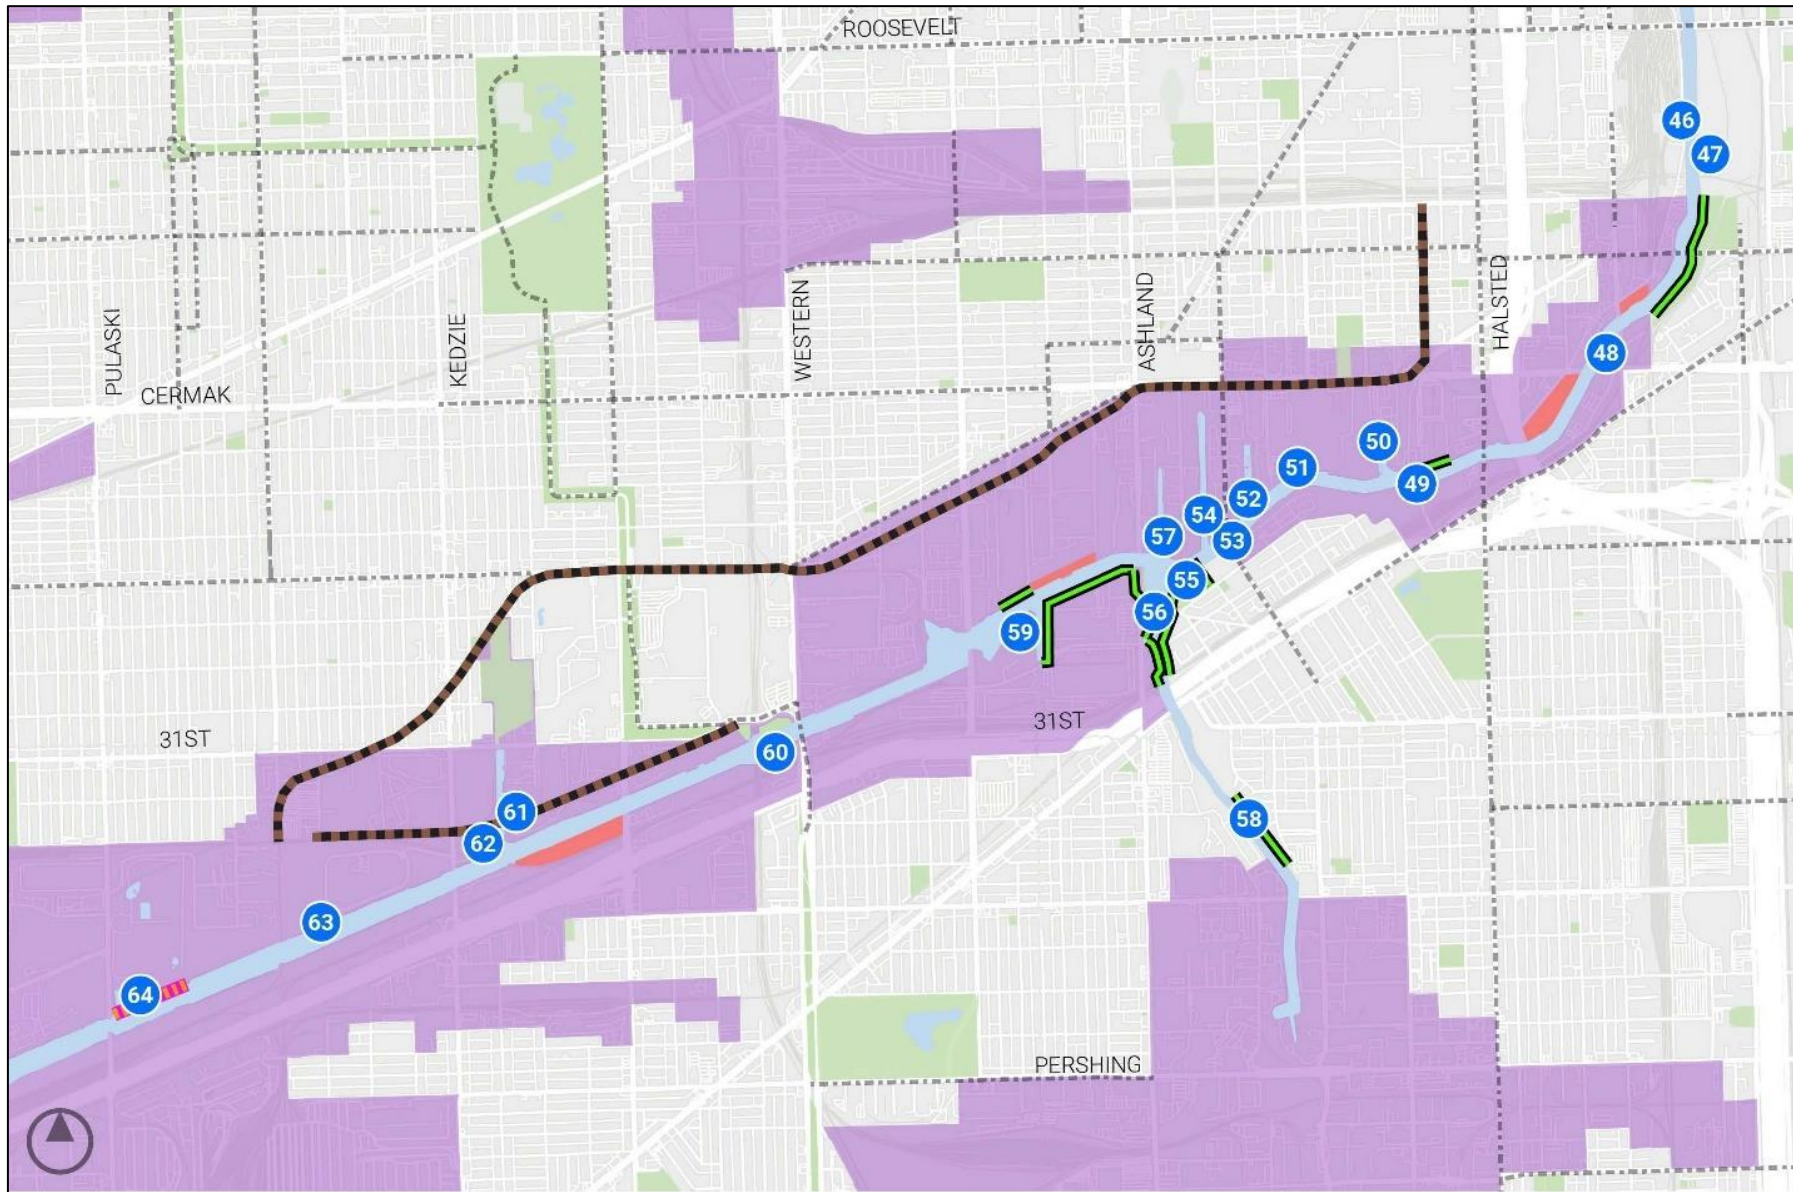 ROOSEVELT
46
47
PULASKI
KEDZIE
WESTERN
ASHLAND
HALSTED
48
CERMAK
50
51
49
52
54
57
53
55
56
59
31ST
31ST
60
61
62
58
63
64
PERSHING